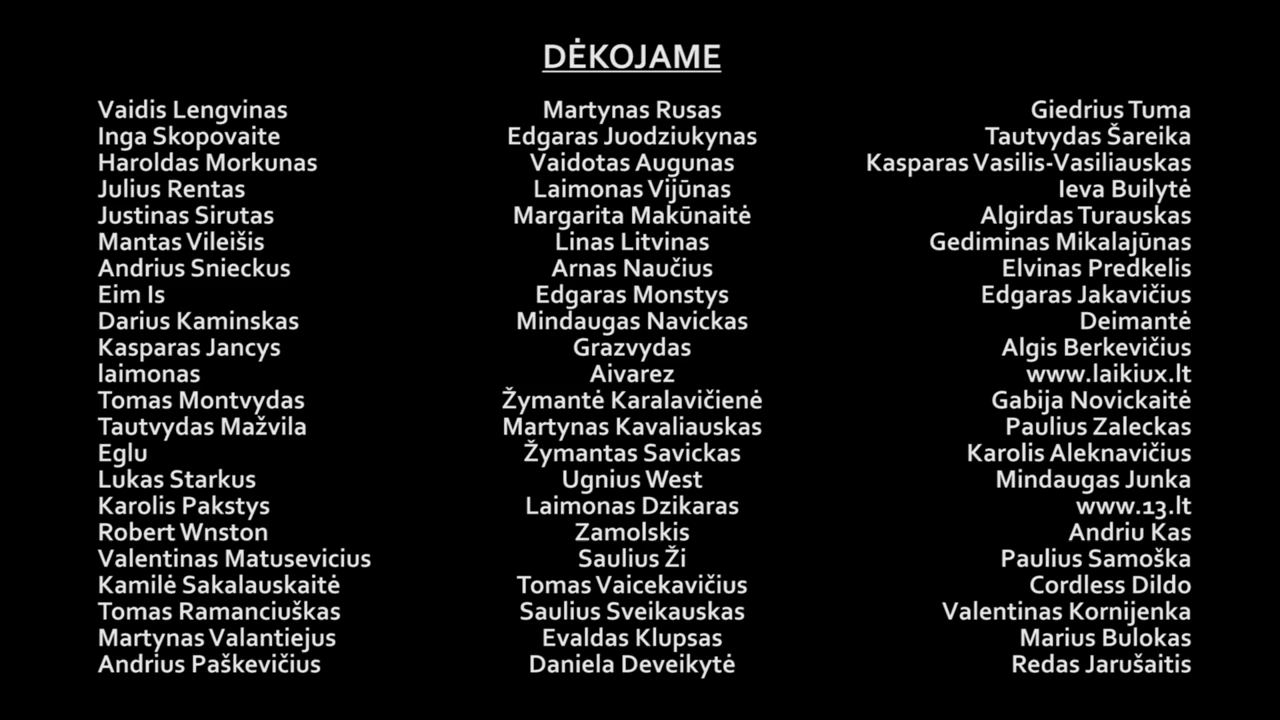 DĖKOJAME
Vaidis Lengvinas
Inga Skopovaite
Haroldas Morkunas
Julius Rentas
Justinas Sirutas
Mantas Vileišis
Andrius Snieckus
Eim Is
Darius Kaminskas
Kasparas Jancys
laimonas
Tomas Montvydas
Tautvydas Mažvila
Eglu
Lukas Starkus
Karolis Pakstys
Robert Wnston
Valentinas Matusevicius
Kamilė Sakalauskaitė
Tomas Ramanciuškas
Martynas Valantiejus
Andrius Paškevičius
Martynas Rusas
Edgaras Juodziukynas
Vaidotas Augunas
Laimonas Vijūnas
Margarita Makūnaitė
Linas Litvinas
Arnas Naučius
Edgaras Monstys
Mindaugas Navickas
Grazvydas
Aivarez
Žymantė Karalavičienė
Martynas Kavaliauskas
Žymantas Savickas
Ugnius West
Laimonas Dzikaras
Zamolskis
Saulius Ži
Tomas Vaicekavičius
Saulius Sveikauskas
Evaldas Klupsas
Daniela Deveikytė
Giedrius Tuma
Tautvydas Šareika
Kasparas Vasilis-Vasiliauskas
Ieva Builytė
Algirdas Turauskas
Gediminas Mikalajūnas
Elvinas Predkelis
Edgaras Jakavičius
Deimantė
Algis Berkevičius
www.laikiux.lt
Gabija Novickaitė
Paulius Zaleckas
Karolis Aleknavičius
Mindaugas Junka
www.13.lt
Andriu Kas
Paulius Samoška
Cordless Dildo
Valentinas Kornijenka
Marius Bulokas
Redas Jarušaitis